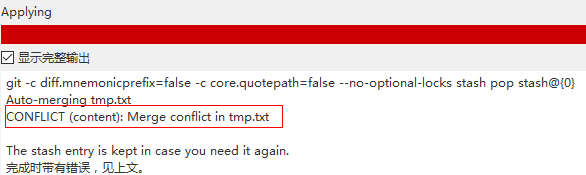 Applying
显示完整输出
git -c diff.mnemonicprefix=false -c core.quotepath=false --no-optional-locks stash pop stash@{0}
Auto-merging tmp.txt
CONFLICT (content): Merge conflict in tmp.txt
The stash entry is kept in case you need it again.
完成时带有错误，见上文。